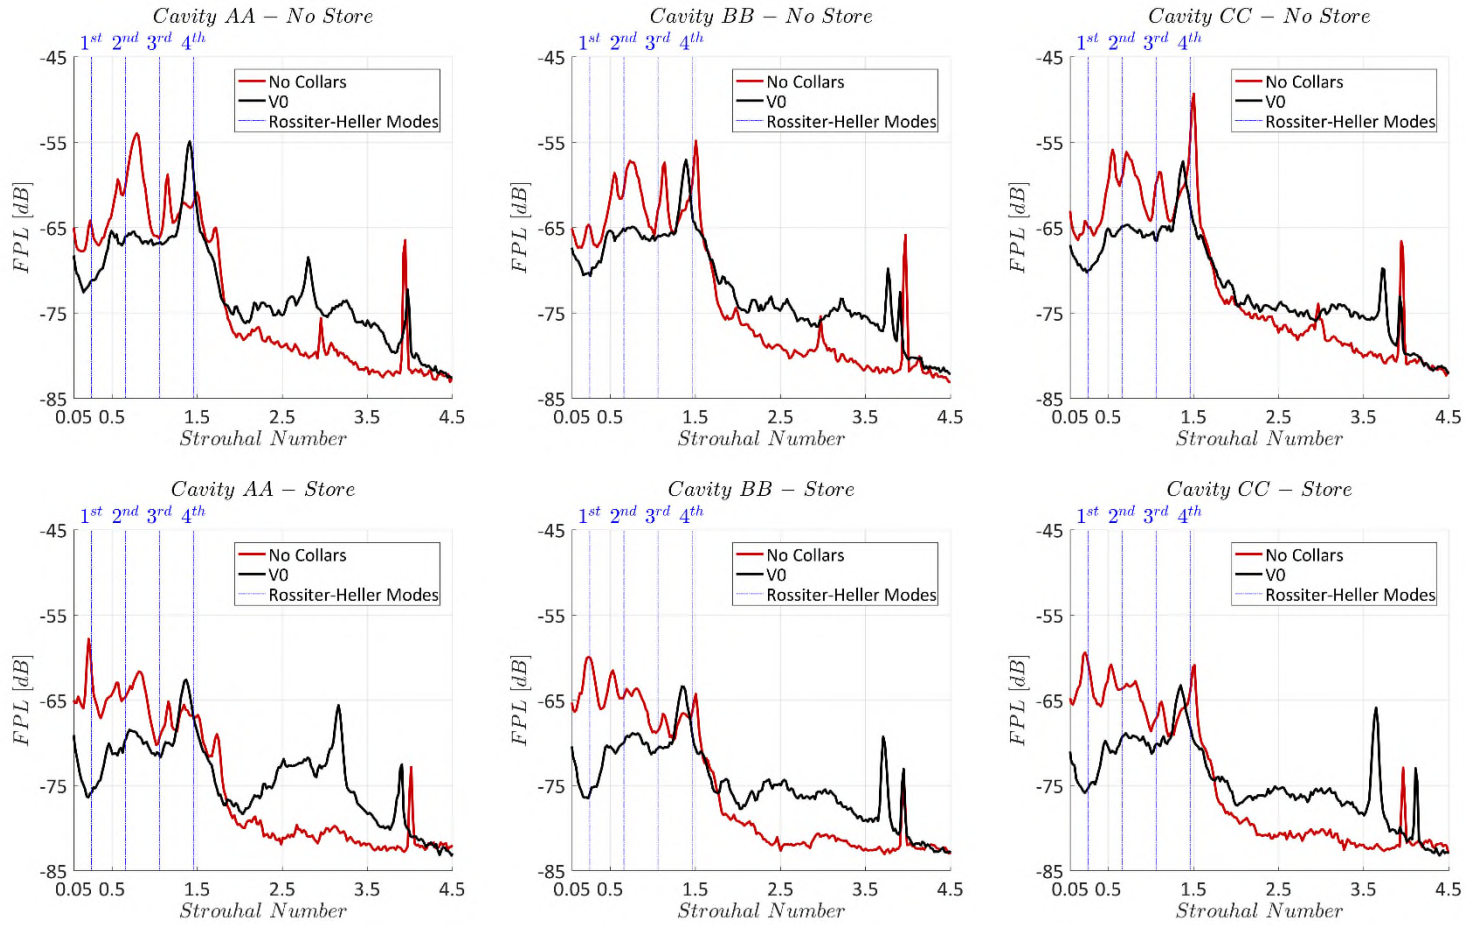 Cavity AA − No Store
1st 2nd 3rd 4th
-45
-55
-65
-75
-85
FPL [dB]
No Collars
V0
Rossiter-Heller Modes
0.05 0.5 1.5 2.5 3.5 4.5
Strouhal Number
Cavity BB − No Store
1st 2nd 3rd 4th
-45
-55
-65
-75
-85
FPL [dB]
No Collars
V0
Rossiter-Heller Modes
0.05 0.5 1.5 2.5 3.5 4.5
Strouhal Number
Cavity CC − No Store
1st 2nd 3rd 4th
-45
-55
-65
-75
-85
FPL [dB]
No Collars
V0
Rossiter-Heller Modes
0.05 0.5 1.5 2.5 3.5 4.5
Strouhal Number
Cavity AA − Store
1st 2nd 3rd 4th
-45
-55
-65
-75
-85
FPL [dB]
No Collars
V0
Rossiter-Heller Modes
0.05 0.5 1.5 2.5 3.5 4.5
Strouhal Number
Cavity BB − Store
1st 2nd 3rd 4th
-45
-55
-65
-75
-85
FPL [dB]
No Collars
V0
Rossiter-Heller Modes
0.05 0.5 1.5 2.5 3.5 4.5
Strouhal Number
Cavity CC − Store
1st 2nd 3rd 4th
-45
-55
-65
-75
-85
FPL [dB]
No Collars
V0
Rossiter-Heller Modes
0.05 0.5 1.5 2.5 3.5 4.5
Strouhal Number